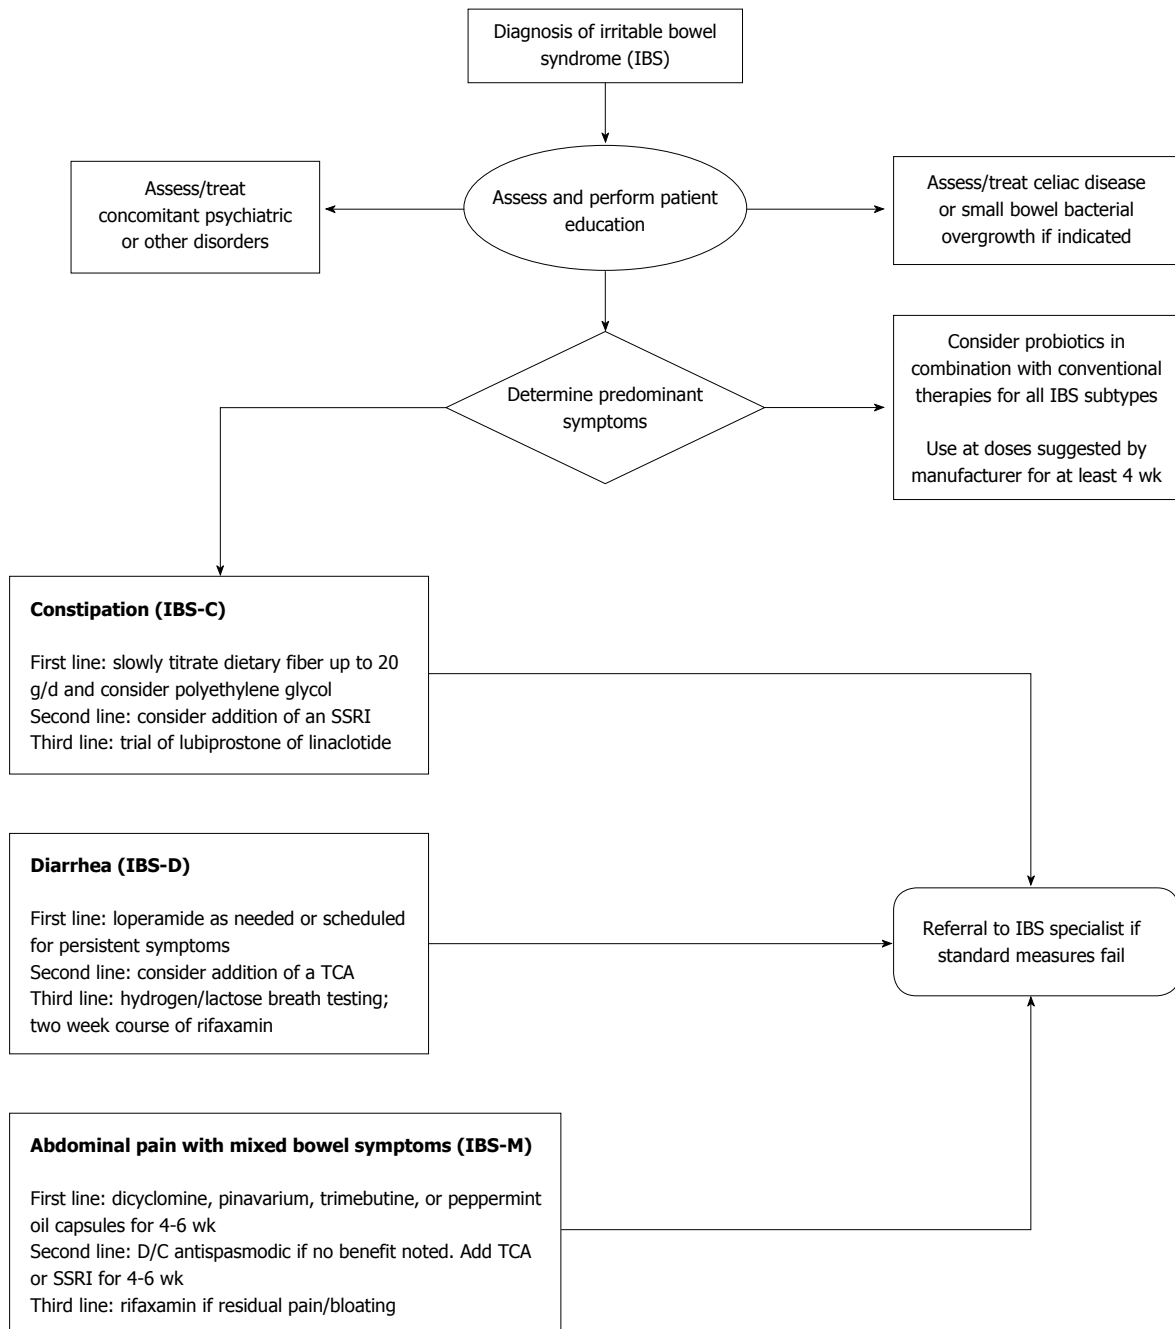 Diagnosis of irritable bowel
syndrome (IBS)
Assess/treat
concomitant psychiatric
or other disorders
Assess and perform patient
education
Assess/treat celiac disease
or small bowel bacterial
overgrowth if indicated
Determine predominant
symptoms
Consider probiotics in
combination with conventional
therapies for all IBS subtypes
Use at doses suggested by
manufacturer for at least 4 wk
Constipation (IBS-C)
First line: slowly titrate dietary fiber up to 20
g/d and consider polyethylene glycol
Second line: consider addition of an SSRI
Third line: trial of lubiprostone of linaclotide
Diarrhea (IBS-D)
First line: loperamide as needed or scheduled
for persistent symptoms
Second line: consider addition of a TCA
Third line: hydrogen/lactose breath testing;
two week course of rifaxamin
Referral to IBS specialist if
standard measures fail
Abdominal pain with mixed bowel symptoms (IBS-M)
First line: dicyclomine, pinavarium, trimebutine, or peppermint
oil capsules for 4-6 wk
Second line: D/C antispasmodic if no benefit noted. Add TCA
or SSRI for 4-6 wk
Third line: rifaxamin if residual pain/bloating